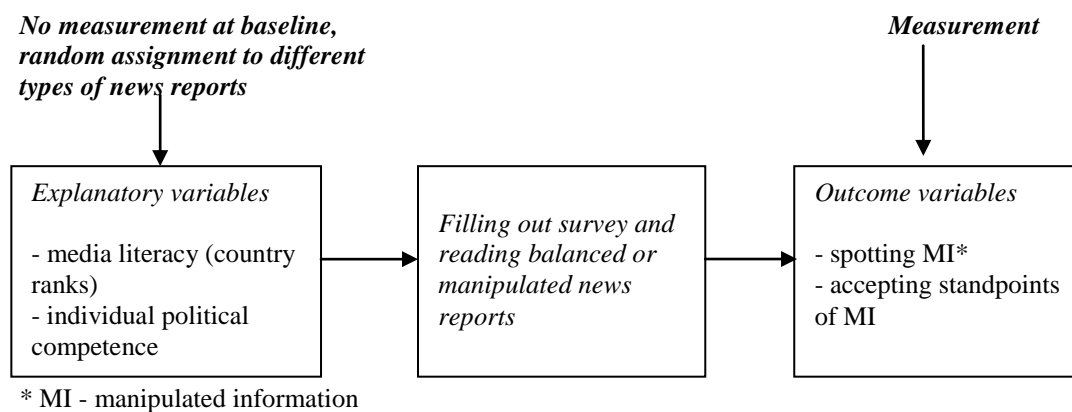 No measurement at baseline,
random assignment to different
types of news reports
Measurement
Explanatory variables
- media literacy (country
ranks)
- individual political
competence
Filling out survey and
reading balanced or
manipulated news
reports
Outcome variables
- spotting MI*
- accepting standpoints
of MI
* MI - manipulated information